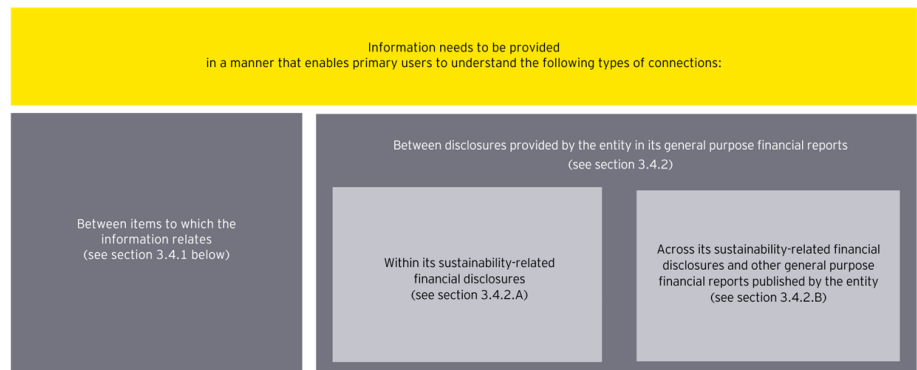 Information needs to be provided
in a manner that enables primary users to understand the following types of connections:
Between items to which the
information relates
(see section 3.4.1 below)
Between disclosures provided by the entity in its general purpose financial reports
(see section 3.4.2)
Within its sustainability-related
financial disclosures
(see section 3.4.2.A)
Across its sustainability-related financial
disclosures and other general purpose
financial reports published by the entity
(see section 3.4.2.B)